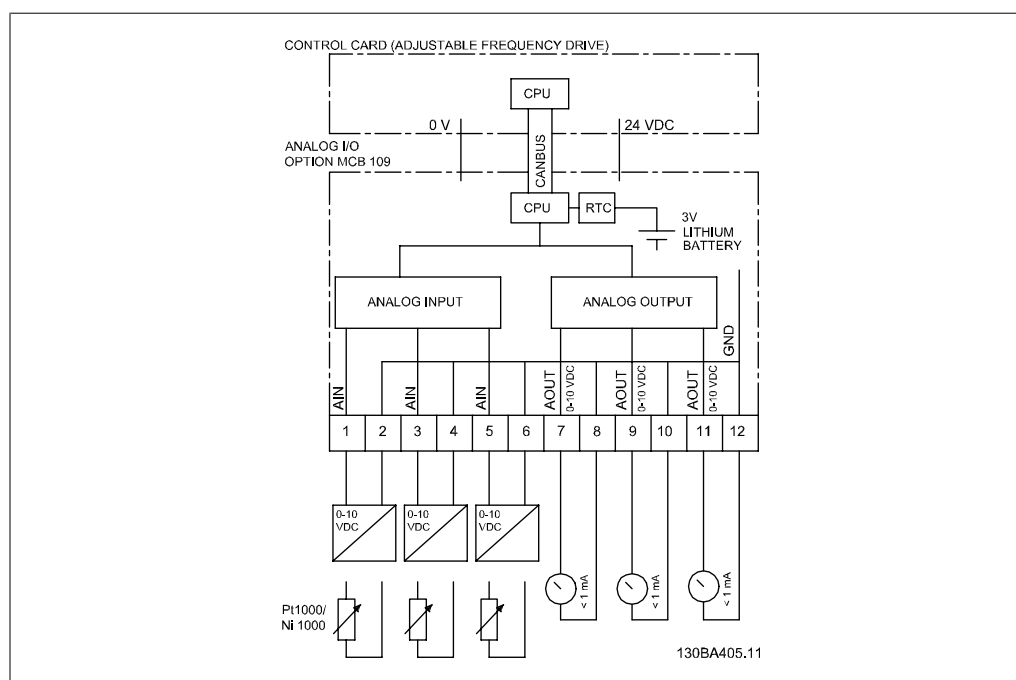 CONTROL CARD (ADJUSTABLE FREQUENCY DRIVE)
CPU
0 V
24 VDC
ANALOG I/O
OPTION MCB 109
CANBUS
CPU
RTC
3V
LITHIUM
BATTERY
ANALOG INPUT
ANALOG OUTPUT
GND
AIN
AIN
AIN
AOUT
0-10 VDC
AOUT
0-10 VDC
AOUT
0-10 VDC
1 2 3 4 5 6 7 8 9 10 11 12
0-10
VDC
0-10
VDC
0-10
VDC
< 1 mA
< 1 mA
< 1 mA
Pt1000/
Ni 1000
130BA405.11